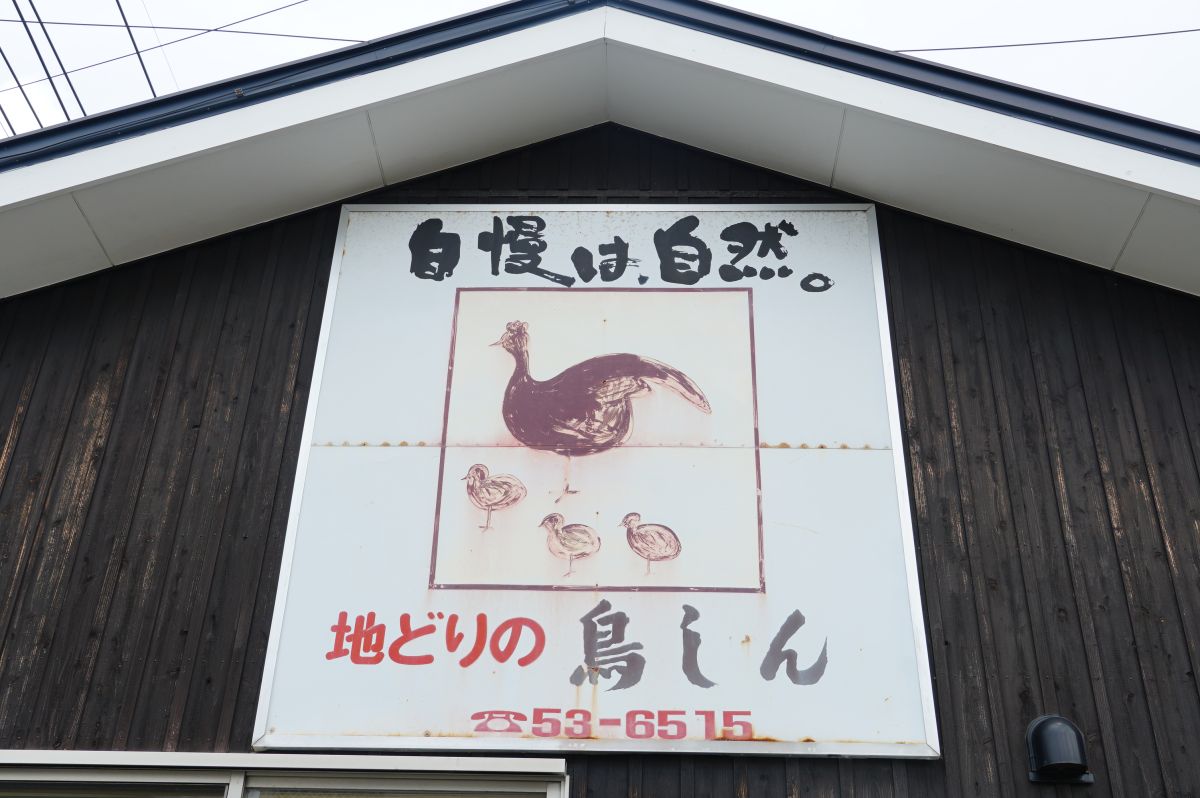 自慢は、自然。
地どりの 鳥しん
☎53-6515